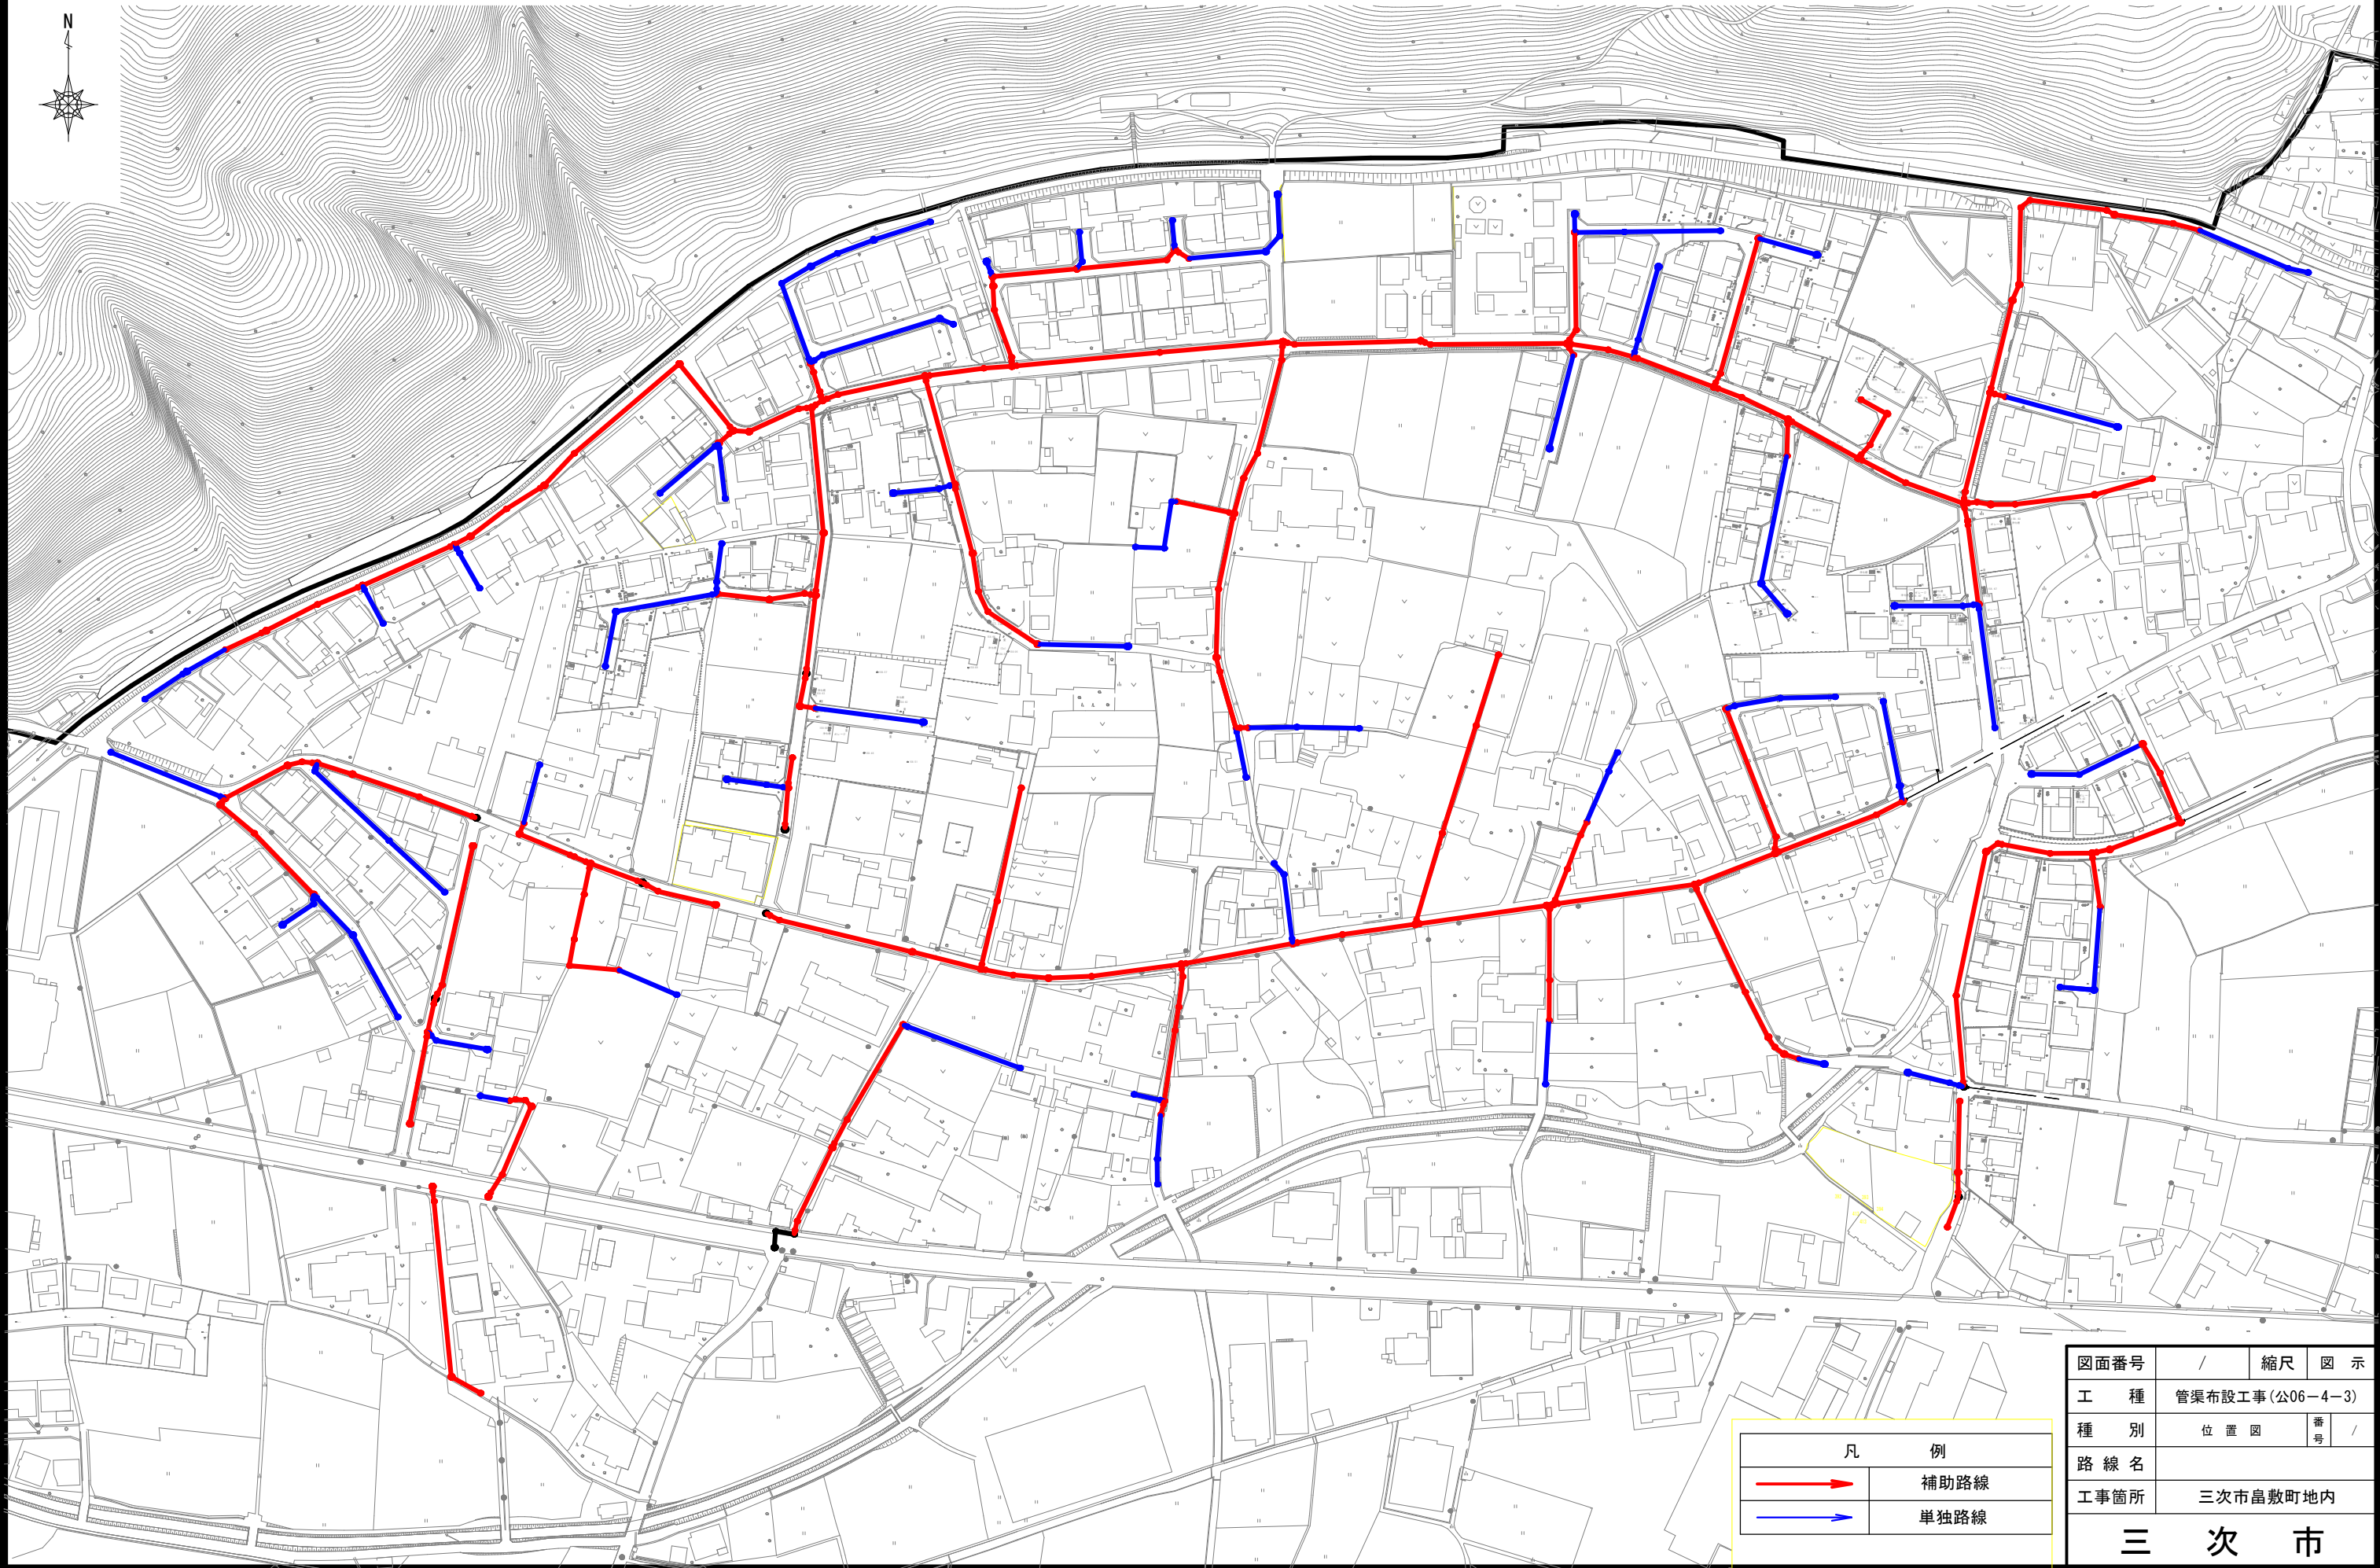 N
凡 例
補助路線
単独路線
図面番号 / 縮尺 図 示
工 種 管渠布設工事(公06-4-3)
種 別 位 置 図 番号 /
路 線 名
工事箇所 三次市畠敷町地内
三 次 市